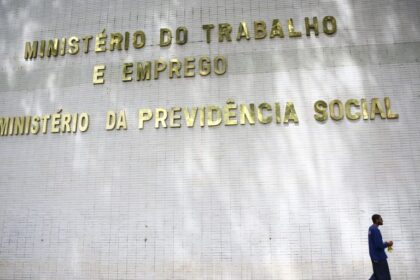 MINISTÉRIO DO TRABALHO
E EMPREGO
MINISTÉRIO DA PREVIDÊNCIA SOCIAL